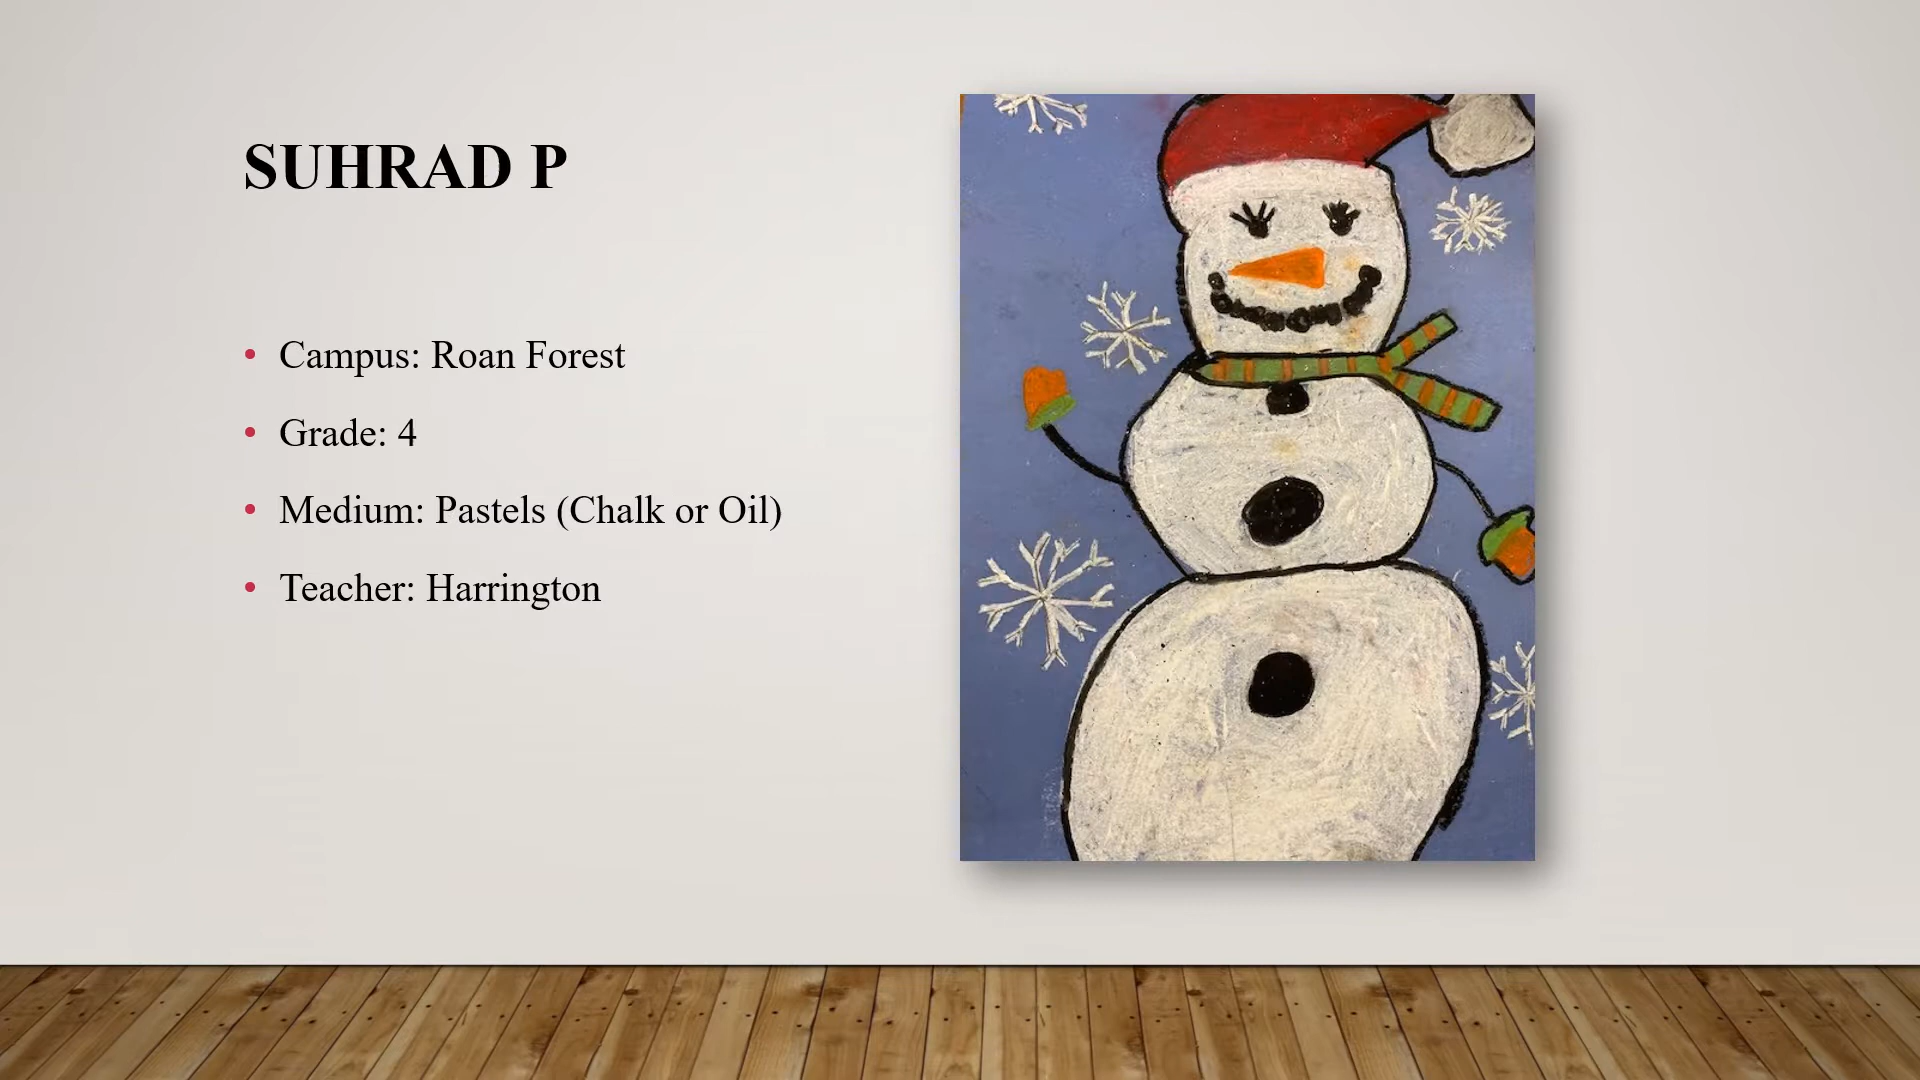 SUHRAD P
• Campus: Roan Forest
• Grade: 4
• Medium: Pastels (Chalk or Oil)
• Teacher: Harrington